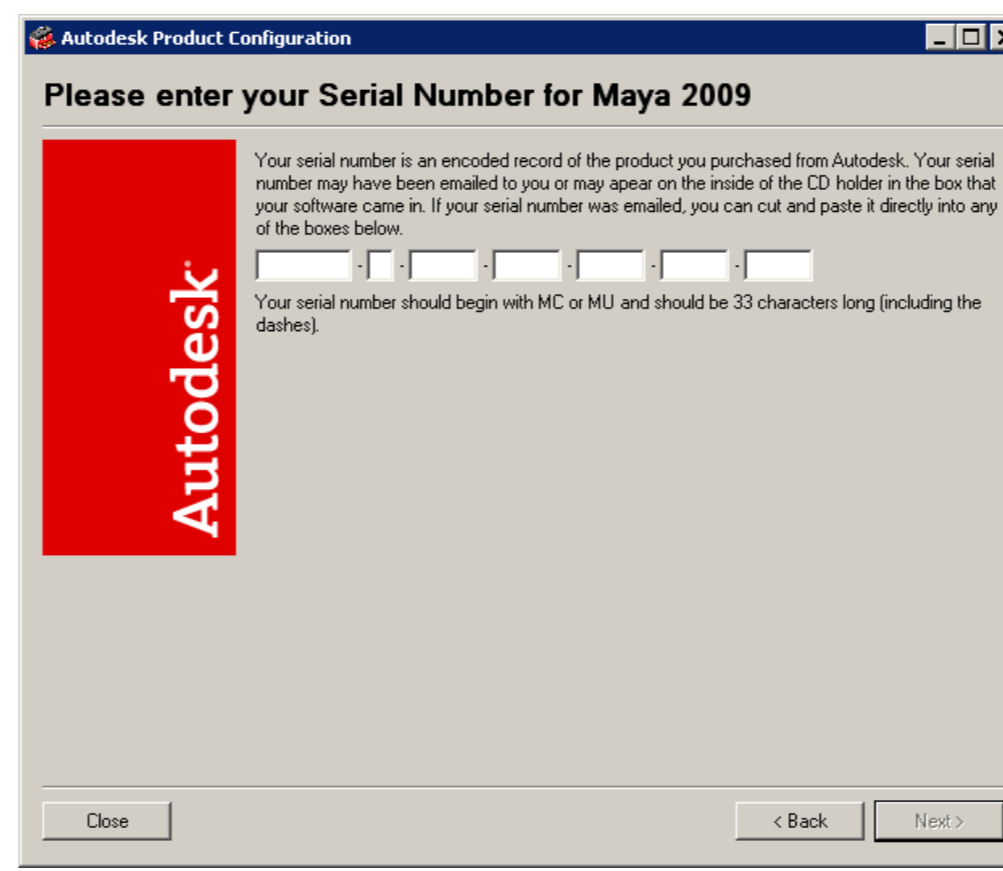 Autodesk Product Configuration
Please enter your Serial Number for Maya 2009
Your serial number is an encoded record of the product you purchased from Autodesk. Your serial
number may have been emailed to you or may apear on the inside of the CD holder in the box that
your software came in. If your serial number was emailed, you can cut and paste it directly into any
of the boxes below.
- - - - - -
Your serial number should begin with MC or MU and should be 33 characters long (including the
dashes).
Autodesk
Close
< Back
Next >